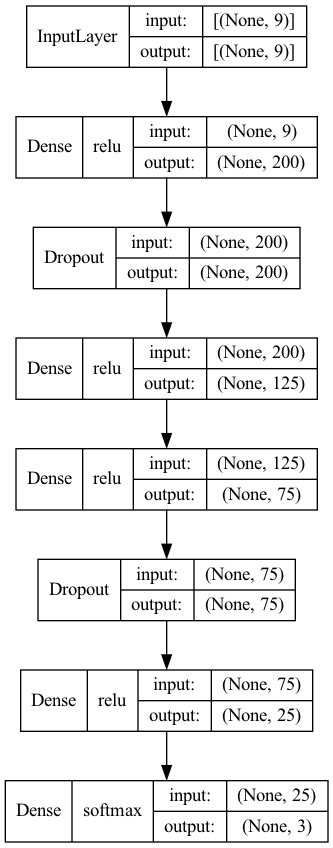 InputLayer input: [(None, 9)]
output: [(None, 9)]
Dense relu input: (None, 9)
output: (None, 200)
Dropout input: (None, 200)
output: (None, 200)
Dense relu input: (None, 200)
output: (None, 125)
Dense relu input: (None, 125)
output: (None, 75)
Dropout input: (None, 75)
output: (None, 75)
Dense relu input: (None, 75)
output: (None, 25)
Dense softmax input: (None, 25)
output: (None, 3)